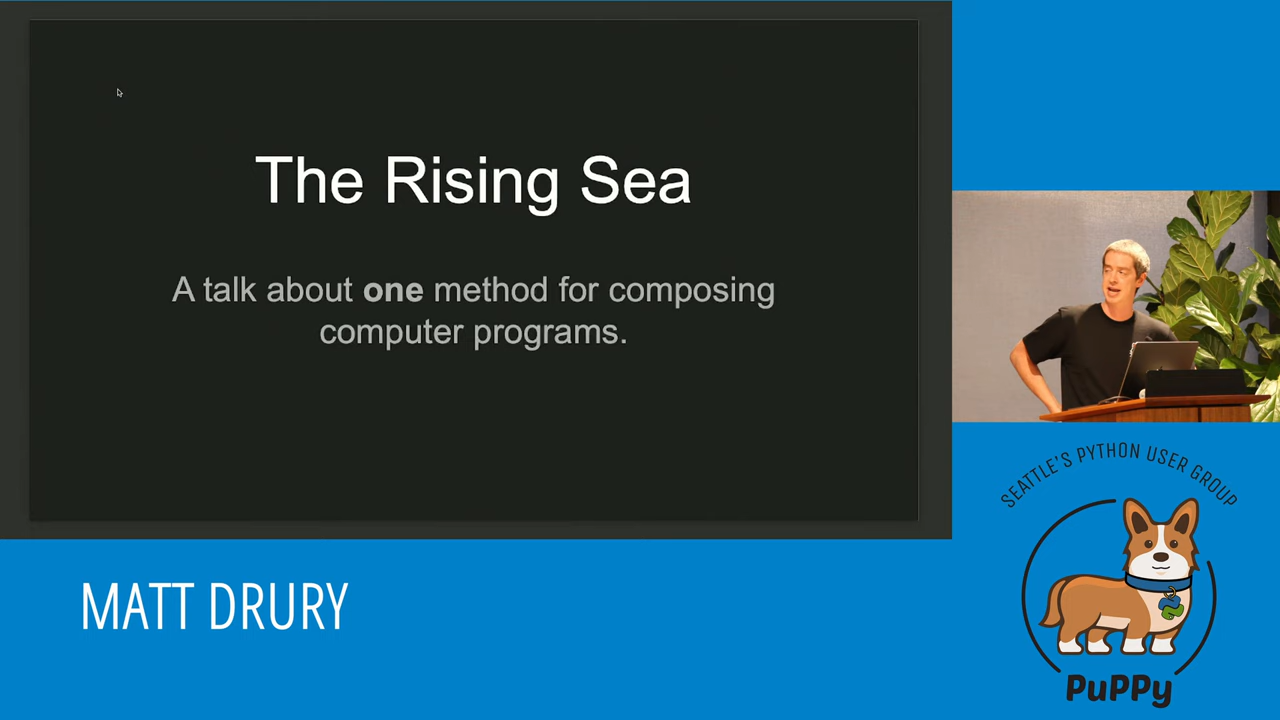 The Rising Sea
A talk about one method for composing
computer programs.
MATT DRURY
SEATTLE'S PYTHON USER GROUP
PuPPy